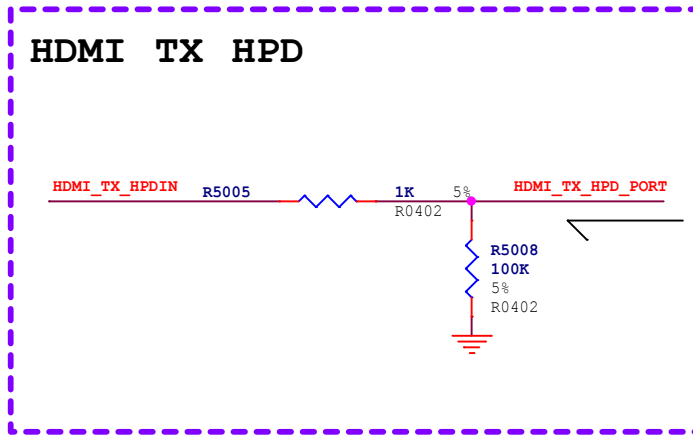 HDMI TX HPD
HDMI_TX_HPDIN R5005 1K 5% HDMI_TX_HPD_PORT
R0402
R5008
100K
5%
R0402